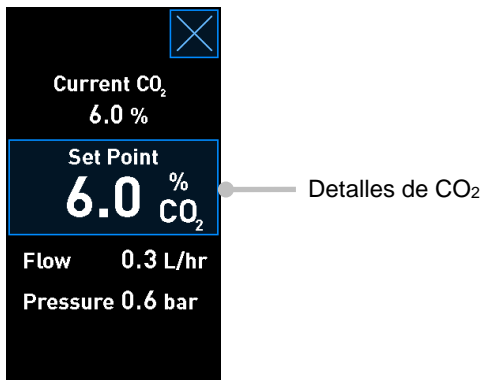 Current CO₂
6.0 %
Set Point
6.0 % CO₂
Detalles de CO₂
Flow 0.3 L/hr
Pressure 0.6 bar